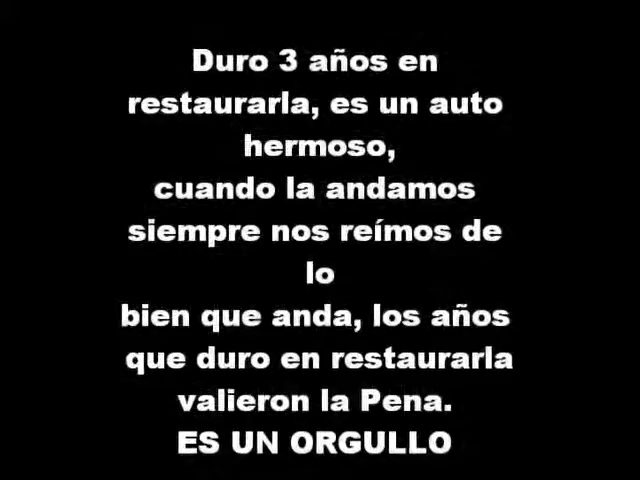 Duro 3 años en
restaurarla, es un auto
hermoso,
cuando la andamos
siempre nos reímos de
lo
bien que anda, los años
que duro en restaurarla
valieron la Pena.
ES UN ORGULLO